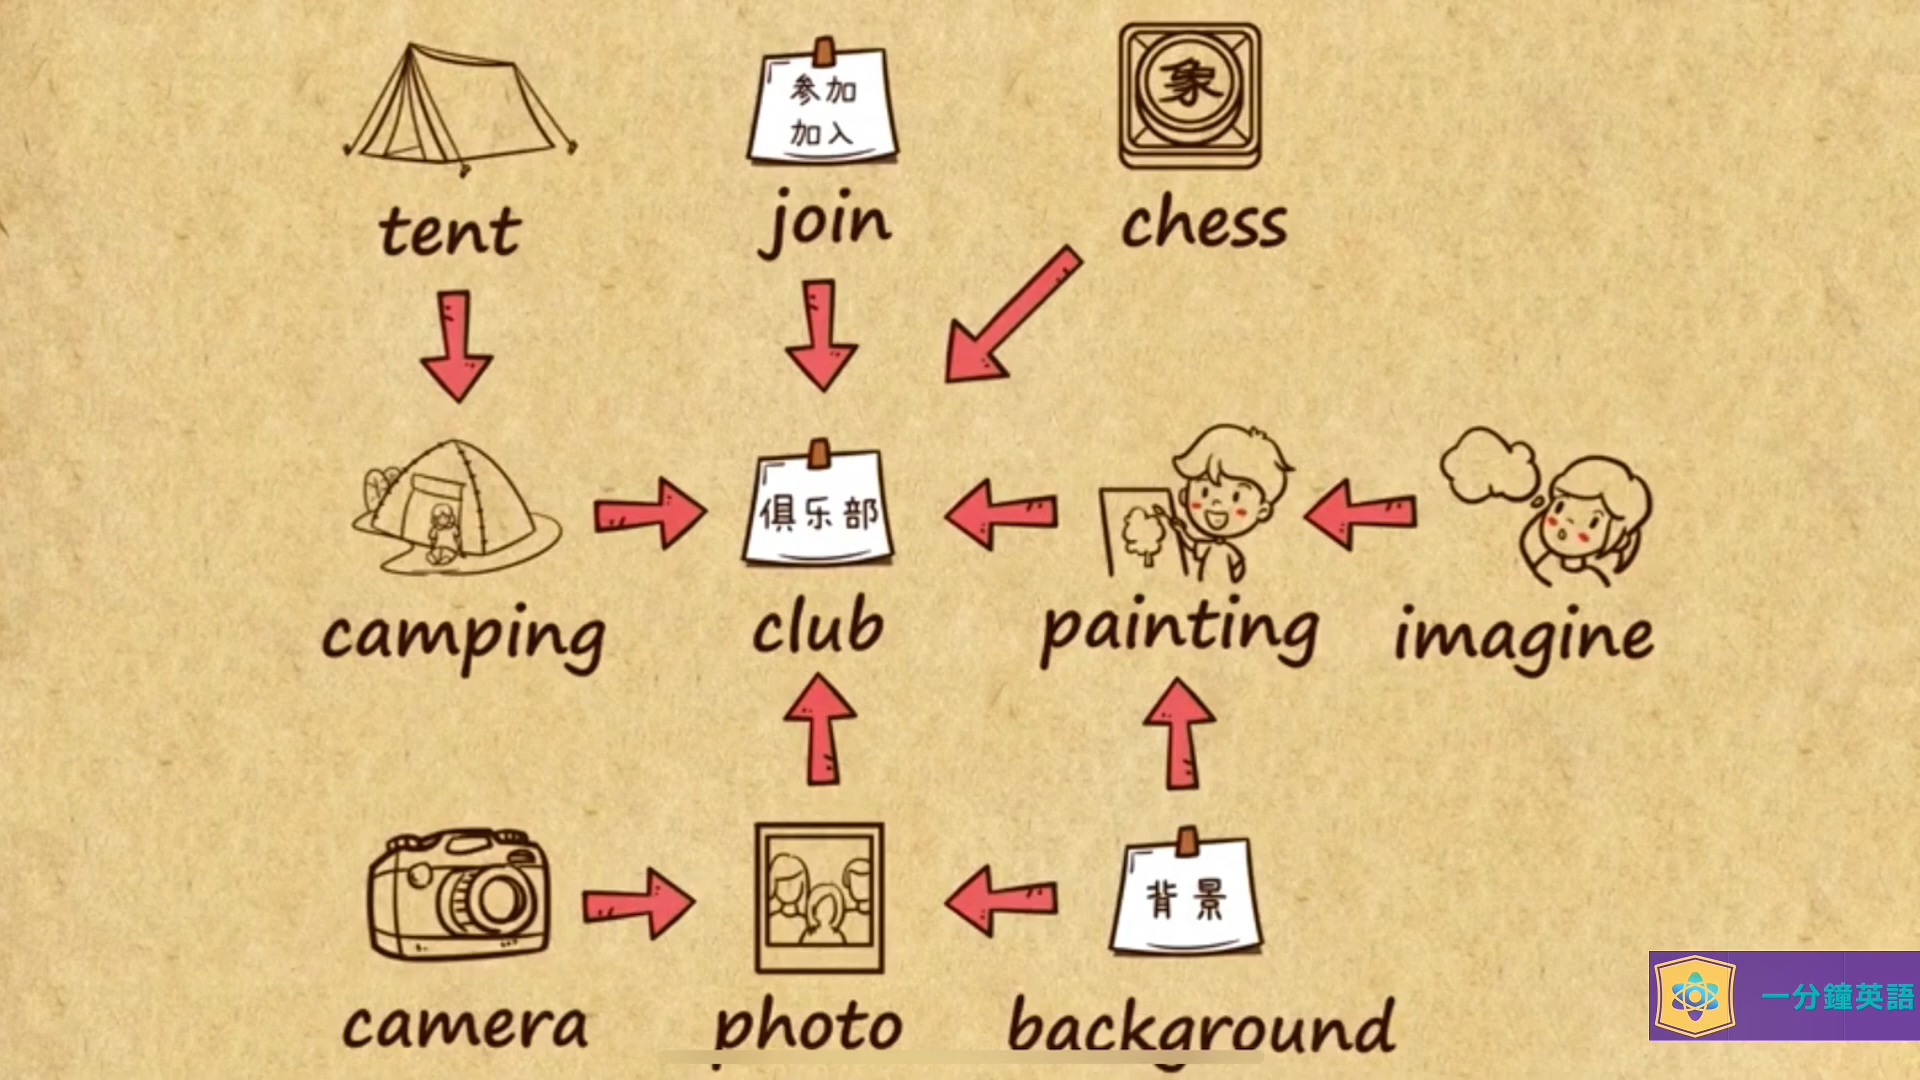 参加
加入
象
tent
join
chess
俱乐部
camping
club
painting
imagine
背景
camera
photo
background
一分鐘英語